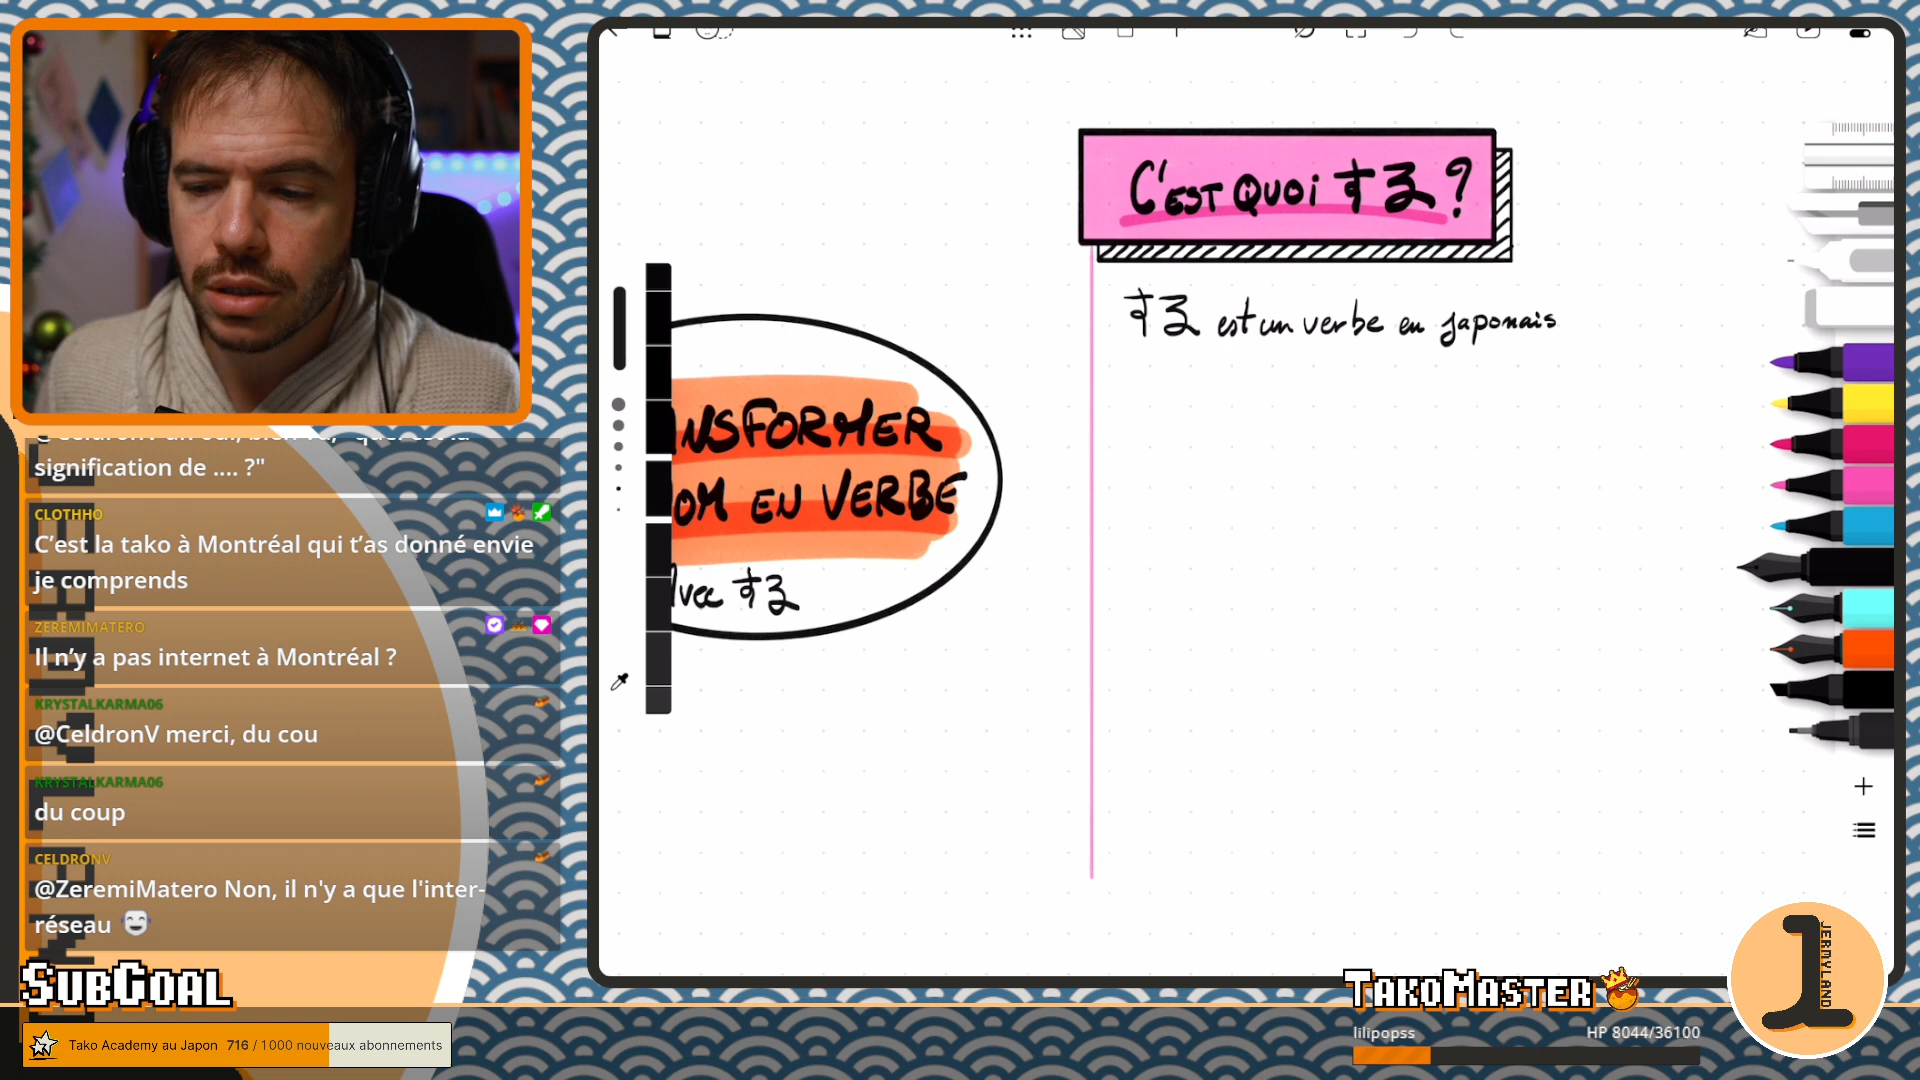 C'EST QUOI する ?
する est un verbe en japonais
NSFORMER
OM EN VERBE
Avec する
signification de .... ?"
CLOTHHO
C'est la tako à Montréal qui t'as donné envie
je comprends
ZEREMIMATERO
Il n'y a pas internet à Montréal ?
KRYSTALKARMA06
@CeldronV merci, du cou
KRYSTALKARMA06
du coup
CELDRONV
@ZeremiMatero Non, il n'y a que l'inter-
réseau
SUBGOAL
Tako Academy au Japon 716 / 1000 nouveaux abonnements
TAKOMASTER
lilipopss HP 8044/36100
JEREMYLAND